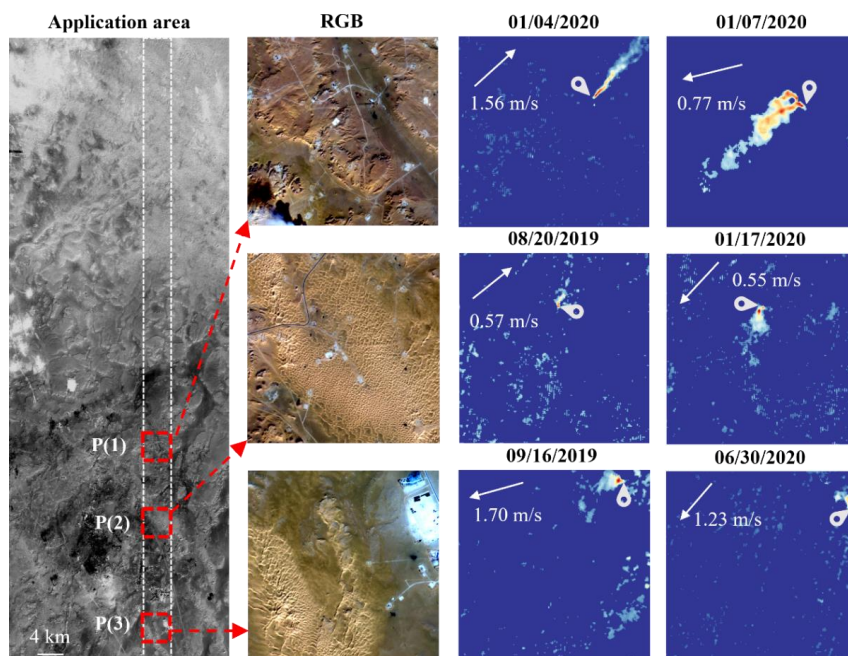 Application area
RGB
01/04/2020
01/07/2020
1.56 m/s
0.77 m/s
08/20/2019
01/17/2020
0.57 m/s
0.55 m/s
09/16/2019
06/30/2020
1.70 m/s
1.23 m/s
P(1)
P(2)
P(3)
4 km